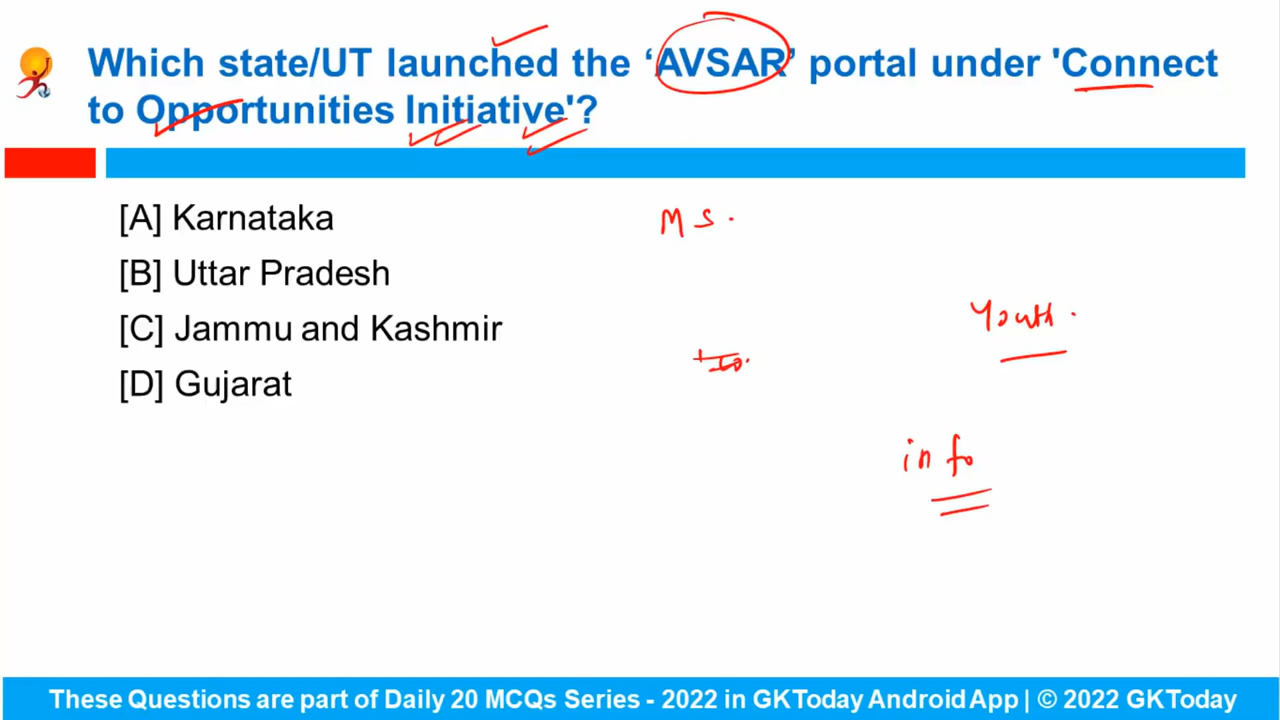 Which state/UT launched the ‘AVSAR’ portal under 'Connect
to Opportunities Initiative'?
[A] Karnataka
M S.
[B] Uttar Pradesh
[C] Jammu and Kashmir
Youth.
[D] Gujarat
info
These Questions are part of Daily 20 MCQs Series - 2022 in GKToday Android App | © 2022 GKToday